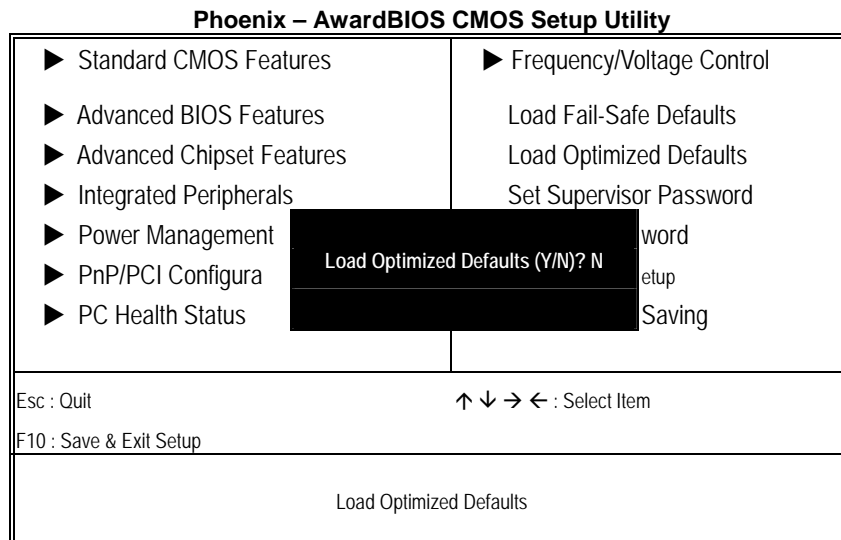 Phoenix – AwardBIOS CMOS Setup Utility
▶ Standard CMOS Features
▶ Advanced BIOS Features
▶ Advanced Chipset Features
▶ Integrated Peripherals
▶ Power Management
▶ PnP/PCI Configura
▶ PC Health Status
▶ Frequency/Voltage Control
Load Fail-Safe Defaults
Load Optimized Defaults
Set Supervisor Password
word
etup
Saving
Load Optimized Defaults (Y/N)? N
Esc : Quit
↑ ↓ → ← : Select Item
F10 : Save & Exit Setup
Load Optimized Defaults